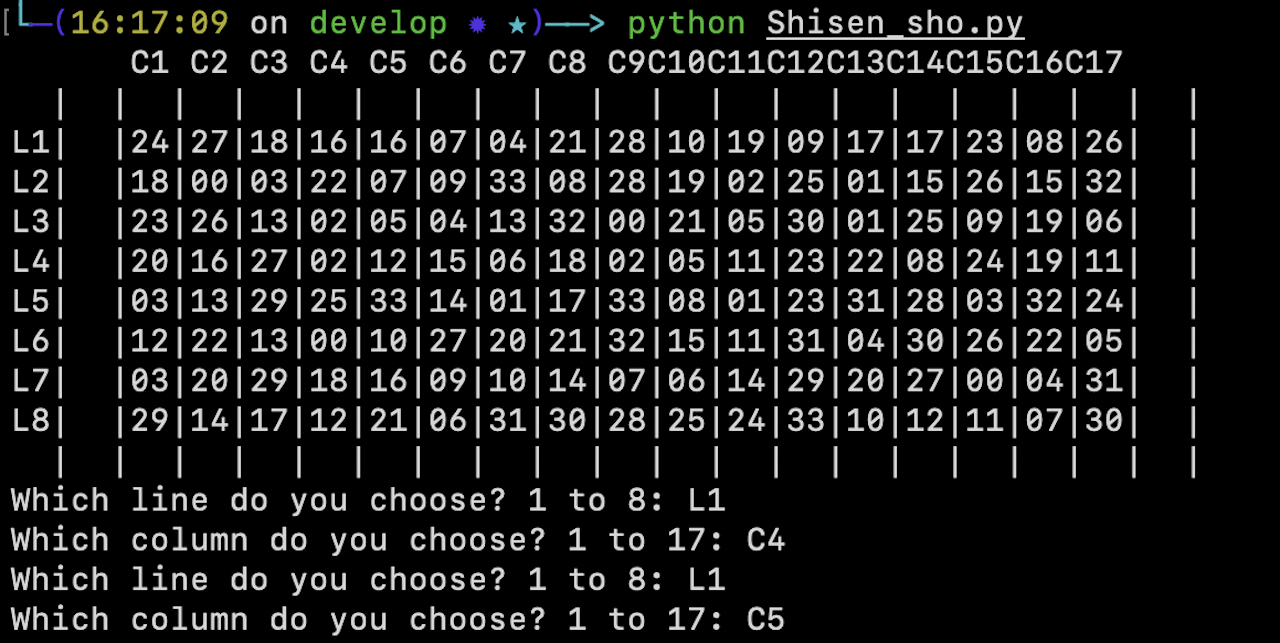 [└─(16:17:09 on develop ✹ ★)──> python Shisen_sho.py
      C1 C2 C3 C4 C5 C6 C7 C8 C9C10C11C12C13C14C15C16C17
  |  |  |  |  |  |  |  |  |  |  |  |  |  |  |  |  |  |  |  |
L1|  |24|27|18|16|16|07|04|21|28|10|19|09|17|17|23|08|26|  |
L2|  |18|00|03|22|07|09|33|08|28|19|02|25|01|15|26|15|32|  |
L3|  |23|26|13|02|05|04|13|32|00|21|05|30|01|25|09|19|06|  |
L4|  |20|16|27|02|12|15|06|18|02|05|11|23|22|08|24|19|11|  |
L5|  |03|13|29|25|33|14|01|17|33|08|01|23|31|28|03|32|24|  |
L6|  |12|22|13|00|10|27|20|21|32|15|11|31|04|30|26|22|05|  |
L7|  |03|20|29|18|16|09|10|14|07|06|14|29|20|27|00|04|31|  |
L8|  |29|14|17|12|21|06|31|30|28|25|24|33|10|12|11|07|30|  |
  |  |  |  |  |  |  |  |  |  |  |  |  |  |  |  |  |  |  |  |
Which line do you choose? 1 to 8: L1
Which column do you choose? 1 to 17: C4
Which line do you choose? 1 to 8: L1
Which column do you choose? 1 to 17: C5